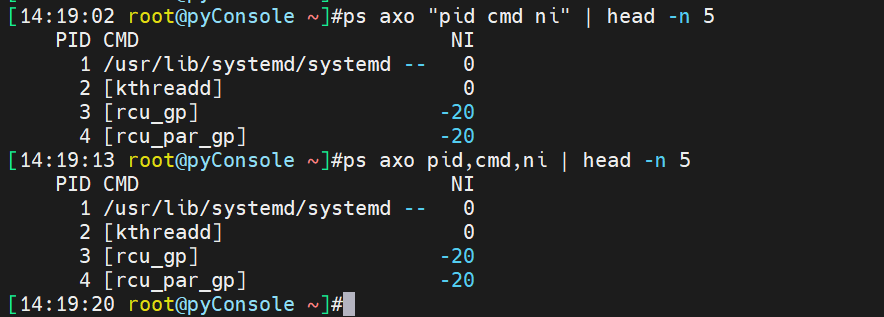 [14:19:02 root@pyConsole ~]#ps axo "pid cmd ni" | head -n 5
    PID CMD                          NI
      1 /usr/lib/systemd/systemd --   0
      2 [kthreadd]                    0
      3 [rcu_gp]                    -20
      4 [rcu_par_gp]                -20
[14:19:13 root@pyConsole ~]#ps axo pid,cmd,ni | head -n 5
    PID CMD                          NI
      1 /usr/lib/systemd/systemd --   0
      2 [kthreadd]                    0
      3 [rcu_gp]                    -20
      4 [rcu_par_gp]                -20
[14:19:20 root@pyConsole ~]#